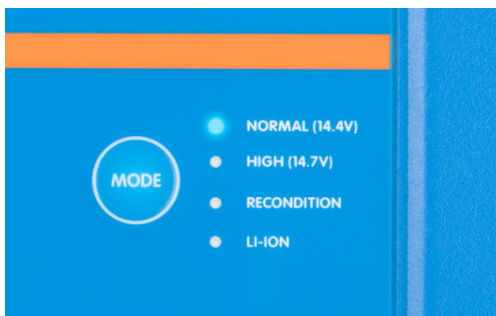 NORMAL (14.4V)
HIGH (14.7V)
MODE
RECONDITION
LI-ION